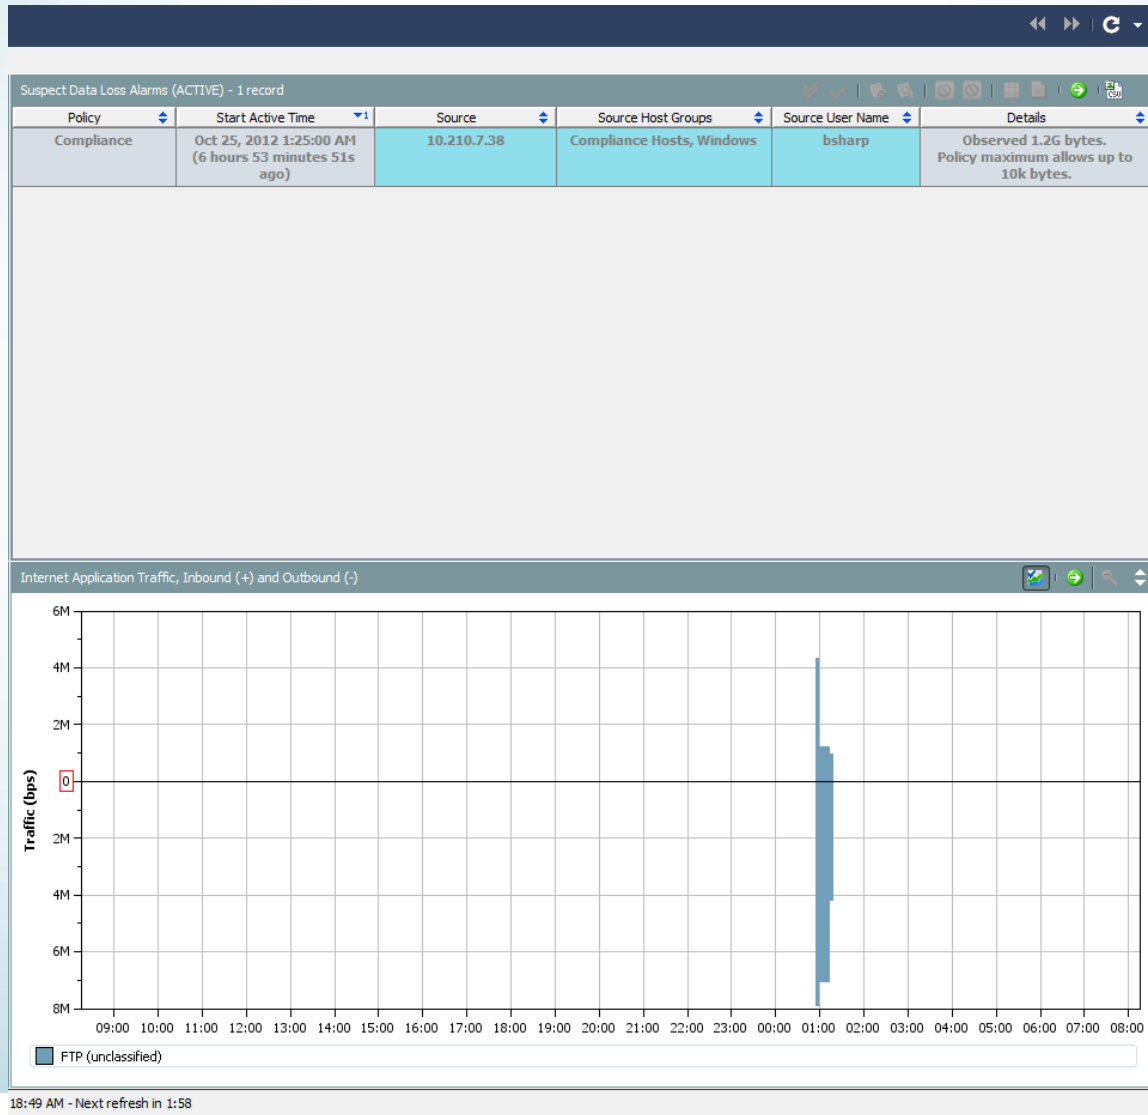 Suspect Data Loss Alarms (ACTIVE) - 1 record
CSV
Policy Start Active Time 1 Source Source Host Groups Source User Name Details
Compliance Oct 25, 2012 1:25:00 AM 10.210.7.38 Compliance Hosts, Windows bsharp Observed 1.2G bytes.
(6 hours 53 minutes 51s Policy maximum allows up to
ago) 10k bytes.
Internet Application Traffic, Inbound (+) and Outbound (-)
6M
4M
2M
0
2M
4M
6M
8M
Traffic (bps)
09:00 10:00 11:00 12:00 13:00 14:00 15:00 16:00 17:00 18:00 19:00 20:00 21:00 22:00 23:00 00:00 01:00 02:00 03:00 04:00 05:00 06:00 07:00 08:00
FTP (unclassified)
18:49 AM - Next refresh in 1:58